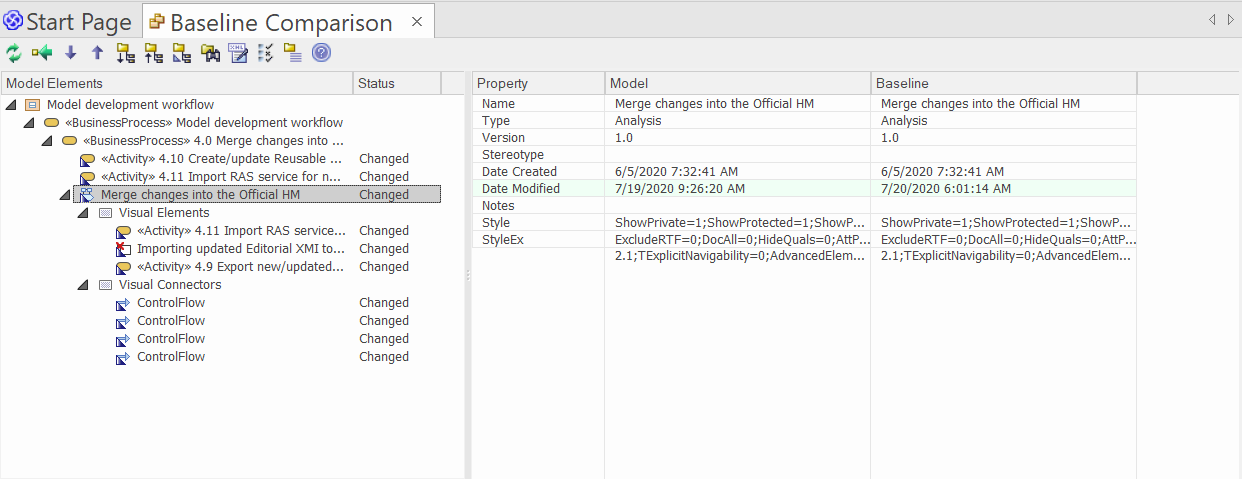 Start Page Baseline Comparison
Model Elements Status
Model development workflow
«BusinessProcess» Model development workflow
«BusinessProcess» 4.0 Merge changes into ...
«Activity» 4.10 Create/update Reusable ... Changed
«Activity» 4.11 Import RAS service for n... Changed
Merge changes into the Official HM Changed
Visual Elements
«Activity» 4.11 Import RAS service... Changed
Importing updated Editorial XMI to... Changed
«Activity» 4.9 Export new/updated... Changed
Visual Connectors
ControlFlow Changed
ControlFlow Changed
ControlFlow Changed
ControlFlow Changed
Property Model Baseline
Name Merge changes into the Official HM Merge changes into the Official HM
Type Analysis Analysis
Version 1.0 1.0
Stereotype
Date Created 6/5/2020 7:32:41 AM 6/5/2020 7:32:41 AM
Date Modified 7/19/2020 9:26:20 AM 7/20/2020 6:01:14 AM
Notes
Style ShowPrivate=1;ShowProtected=1;ShowP... ShowPrivate=1;ShowProtected=1;ShowP...
StyleEx ExcludeRTF=0;DocAll=0;HideQuals=0;AttP... ExcludeRTF=0;DocAll=0;HideQuals=0;AttP...
2.1;TExplicitNavigability=0;AdvancedElem... 2.1;TExplicitNavigability=0;AdvancedElem...